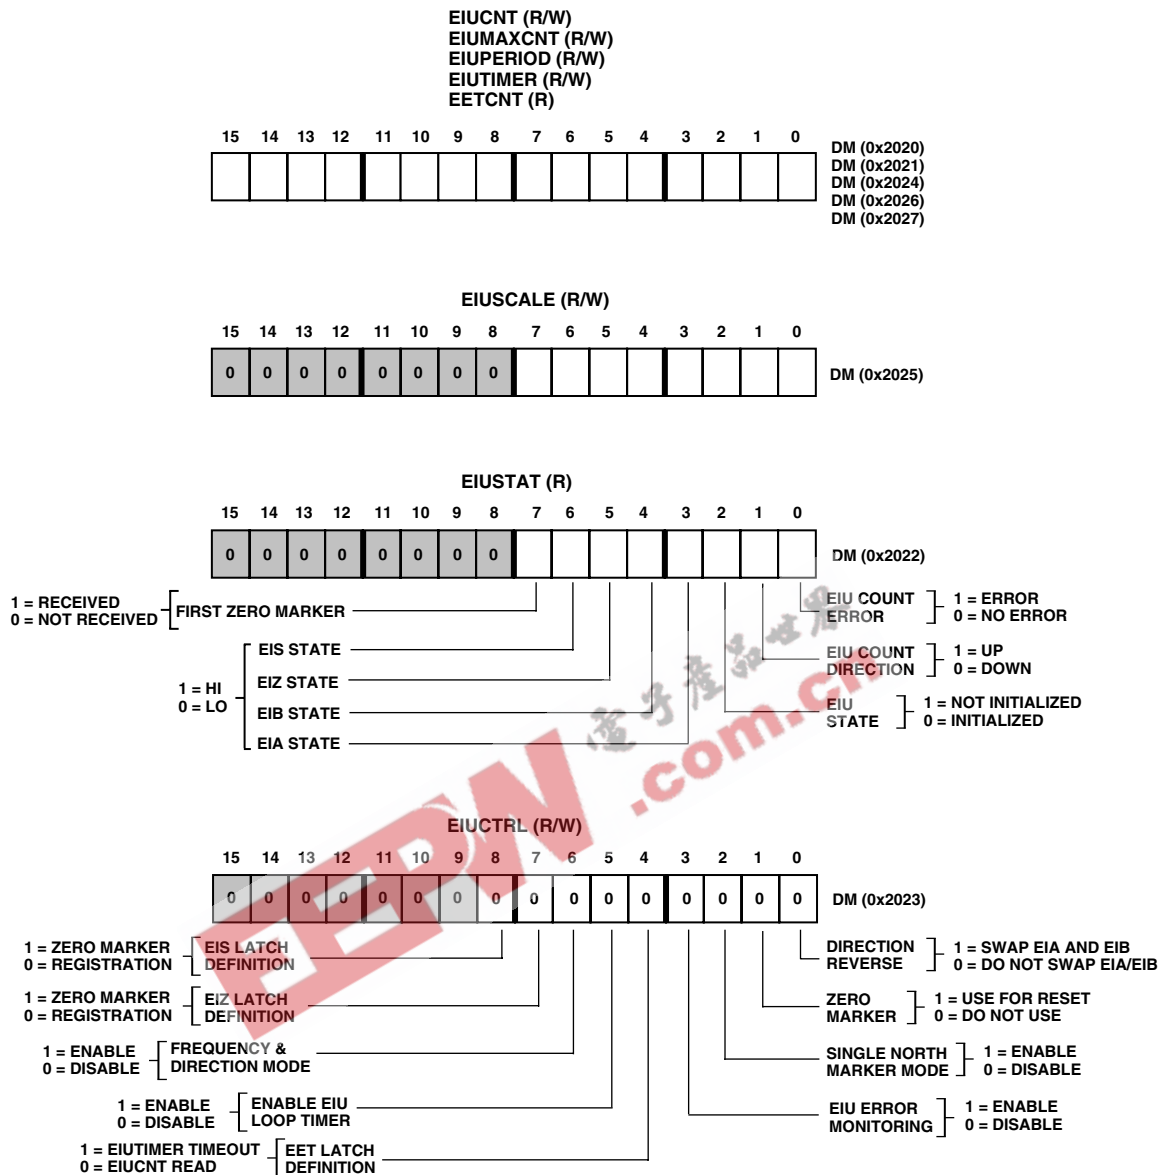 EIUCNT (R/W)
EIUMAXCNT (R/W)
EIUPERIOD (R/W)
EIUTIMER (R/W)
EETCNT (R)
15 14 13 12 11 10 9 8 7 6 5 4 3 2 1 0
DM (0x2020)
DM (0x2021)
DM (0x2024)
DM (0x2026)
DM (0x2027)
EIUSCALE (R/W)
15 14 13 12 11 10 9 8 7 6 5 4 3 2 1 0
0 0 0 0 0 0 0 0
DM (0x2025)
EIUSTAT (R)
15 14 13 12 11 10 9 8 7 6 5 4 3 2 1 0
0 0 0 0 0 0 0 0
DM (0x2022)
1 = RECEIVED
0 = NOT RECEIVED
FIRST ZERO MARKER
EIS STATE
EIZ STATE
EIB STATE
EIA STATE
1 = HI
0 = LO
EIU COUNT
ERROR
1 = ERROR
0 = NO ERROR
EIU COUNT
DIRECTION
1 = UP
0 = DOWN
EIU
STATE
1 = NOT INITIALIZED
0 = INITIALIZED
電子產品世界
EEPW
.com.cn
EIUCTRL (R/W)
15 14 13 12 11 10 9 8 7 6 5 4 3 2 1 0
0 0 0 0 0 0 0 0 0 0 0 0 0 0 0 0
DM (0x2023)
1 = ZERO MARKER
0 = REGISTRATION
EIS LATCH
DEFINITION
1 = ZERO MARKER
0 = REGISTRATION
EIZ LATCH
DEFINITION
1 = ENABLE
0 = DISABLE
FREQUENCY &
DIRECTION MODE
1 = ENABLE
0 = DISABLE
ENABLE EIU
LOOP TIMER
1 = EIUTIMER TIMEOUT
0 = EIUCNT READ
EET LATCH
DEFINITION
DIRECTION
REVERSE
1 = SWAP EIA AND EIB
0 = DO NOT SWAP EIA/EIB
ZERO
MARKER
1 = USE FOR RESET
0 = DO NOT USE
SINGLE NORTH
MARKER MODE
1 = ENABLE
0 = DISABLE
EIU ERROR
MONITORING
1 = ENABLE
0 = DISABLE